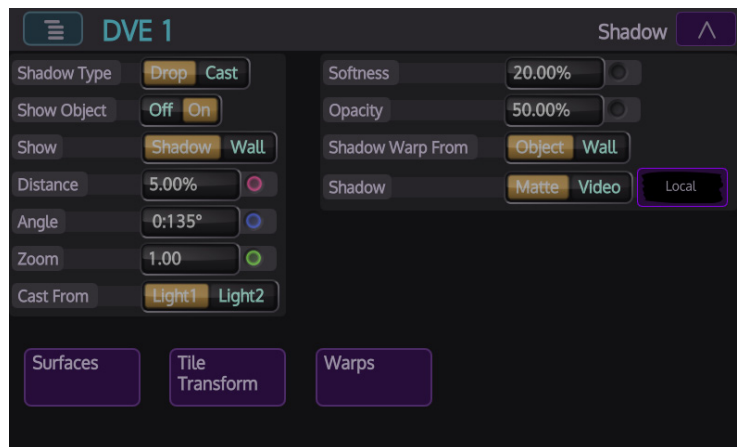 DVE 1
Shadow
Shadow Type Drop Cast
Show Object Off On
Show Shadow Wall
Distance 5.00%
Angle 0:135°
Zoom 1.00
Cast From Light1 Light2
Softness 20.00%
Opacity 50.00%
Shadow Warp From Object Wall
Shadow Matte Video Local
Surfaces
Tile
Transform
Warps